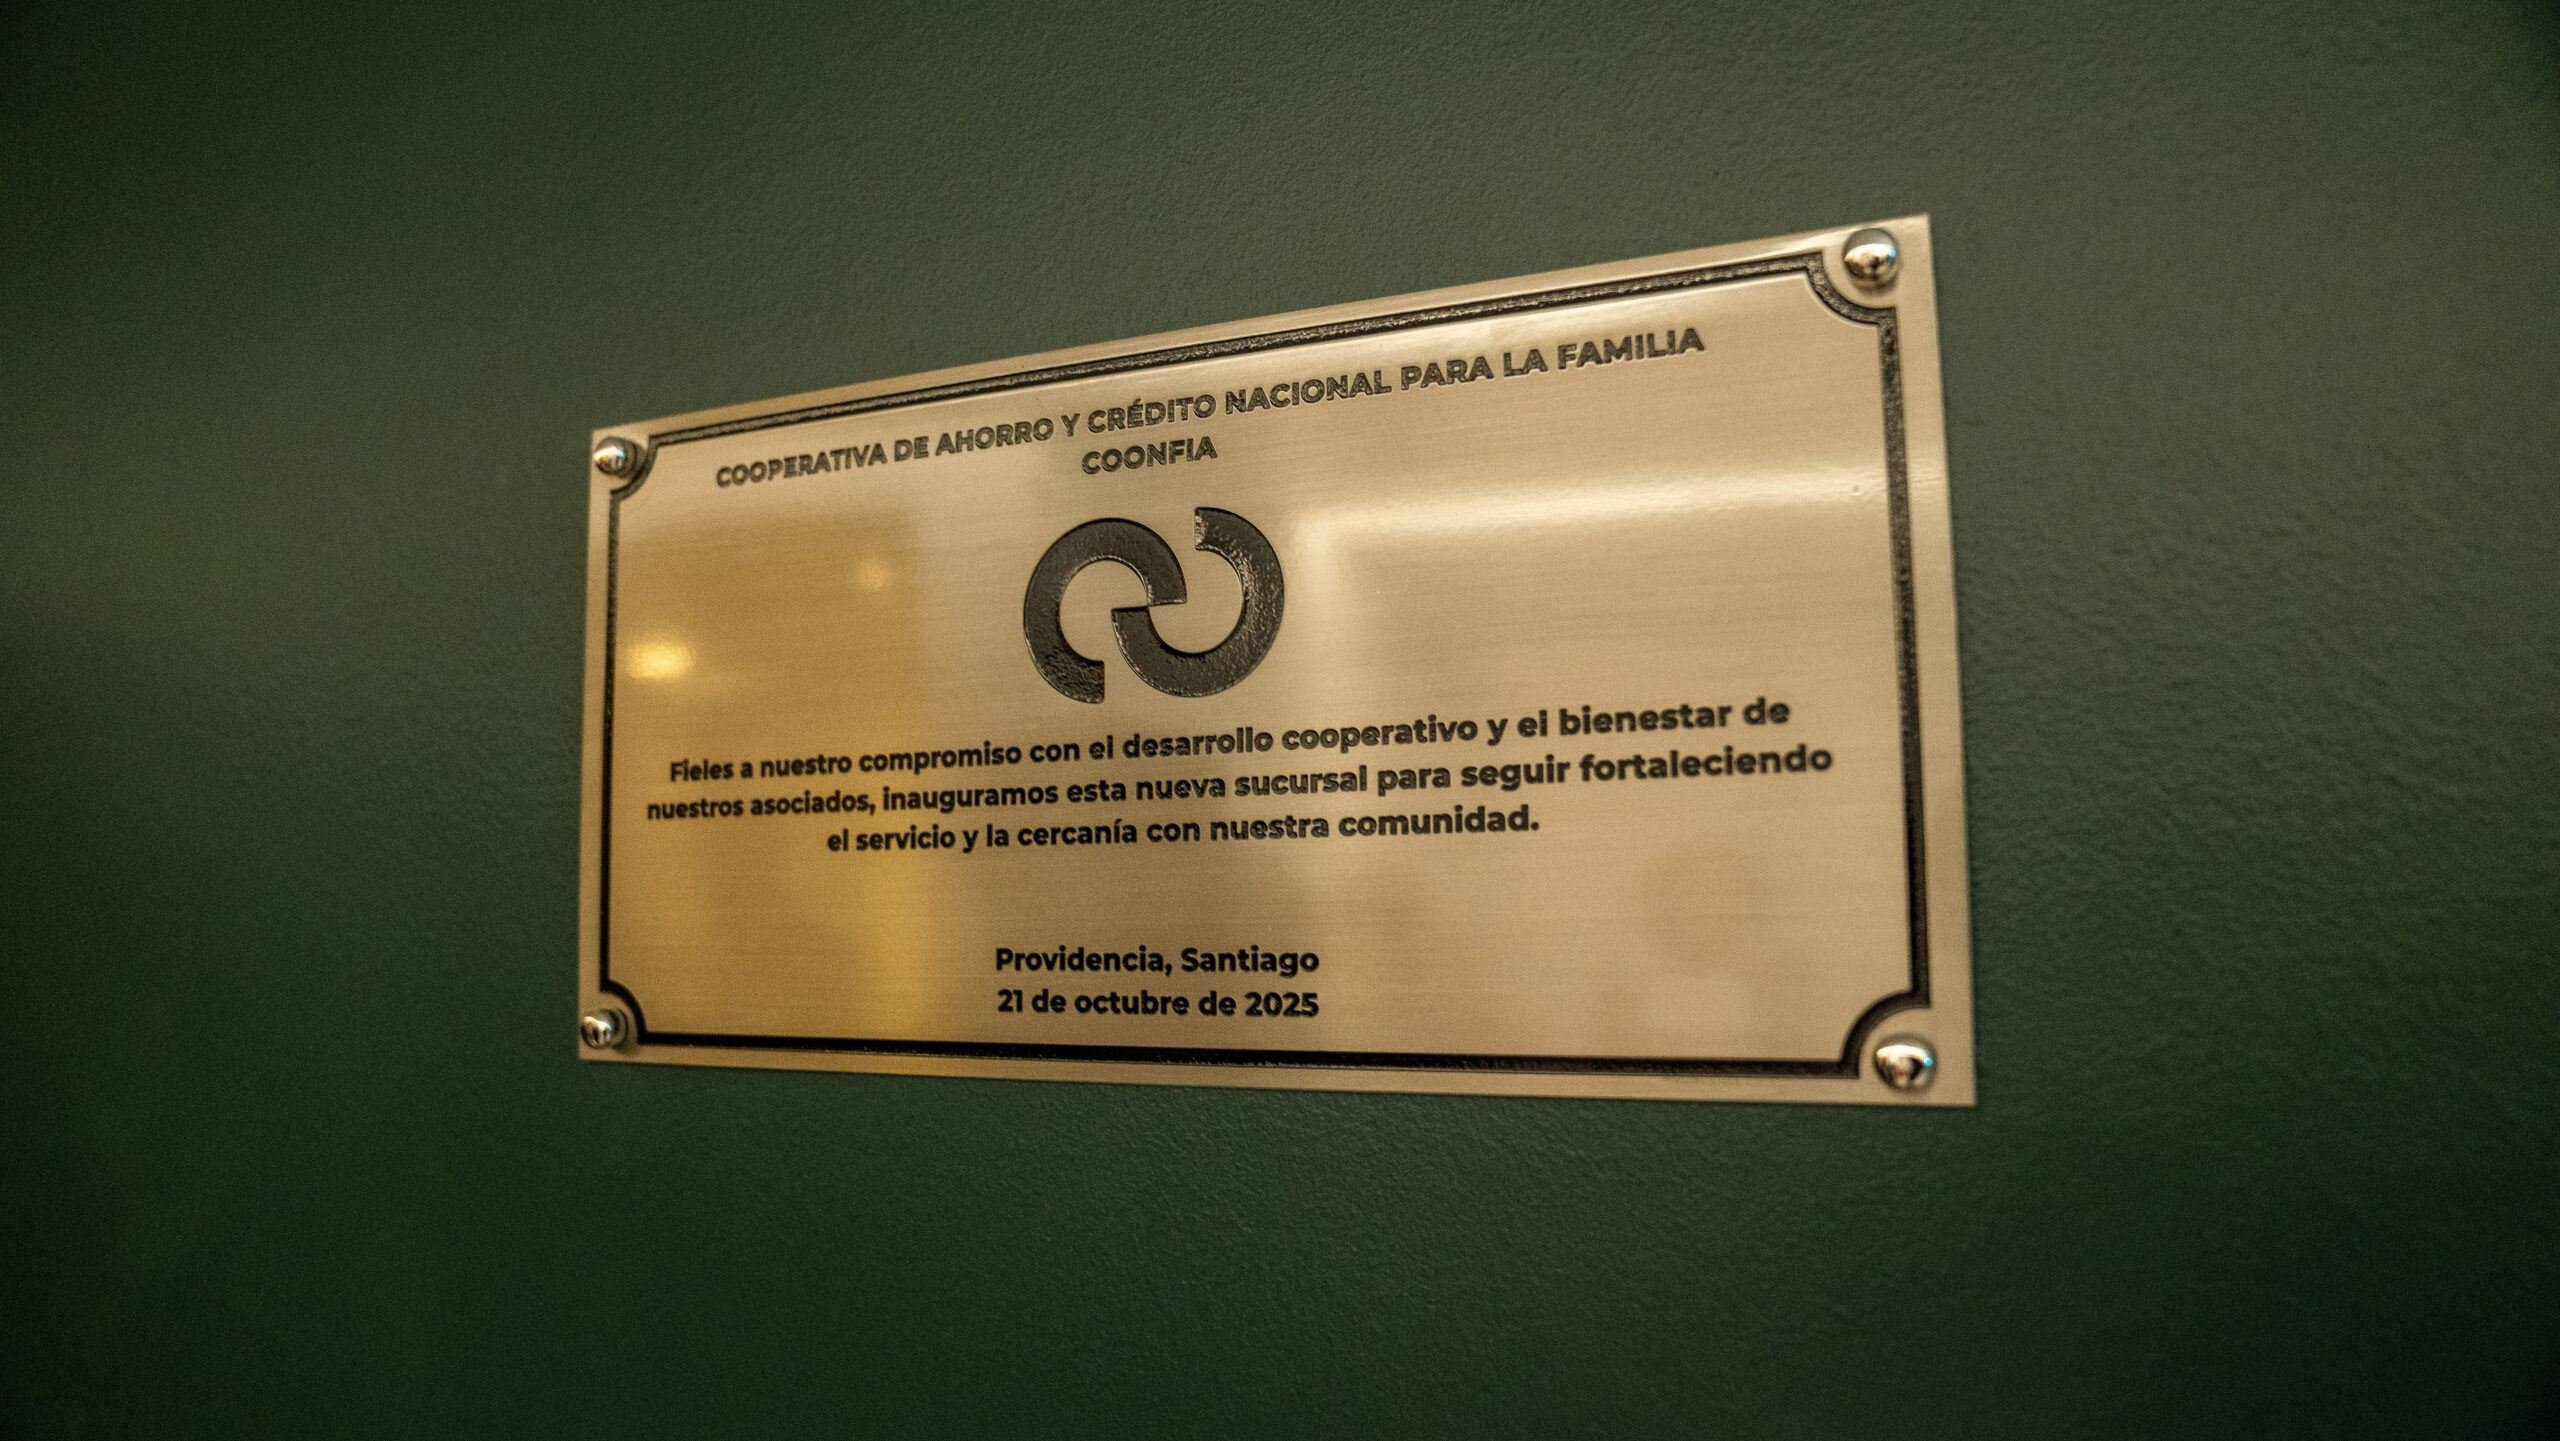 COOPERATIVA DE AHORRO Y CRÉDITO NACIONAL PARA LA FAMILIA
COONFIA
Fieles a nuestro compromiso con el desarrollo cooperativo y el bienestar de
nuestros asociados, inauguramos esta nueva sucursal para seguir fortaleciendo
el servicio y la cercanía con nuestra comunidad.
Providencia, Santiago
21 de octubre de 2025